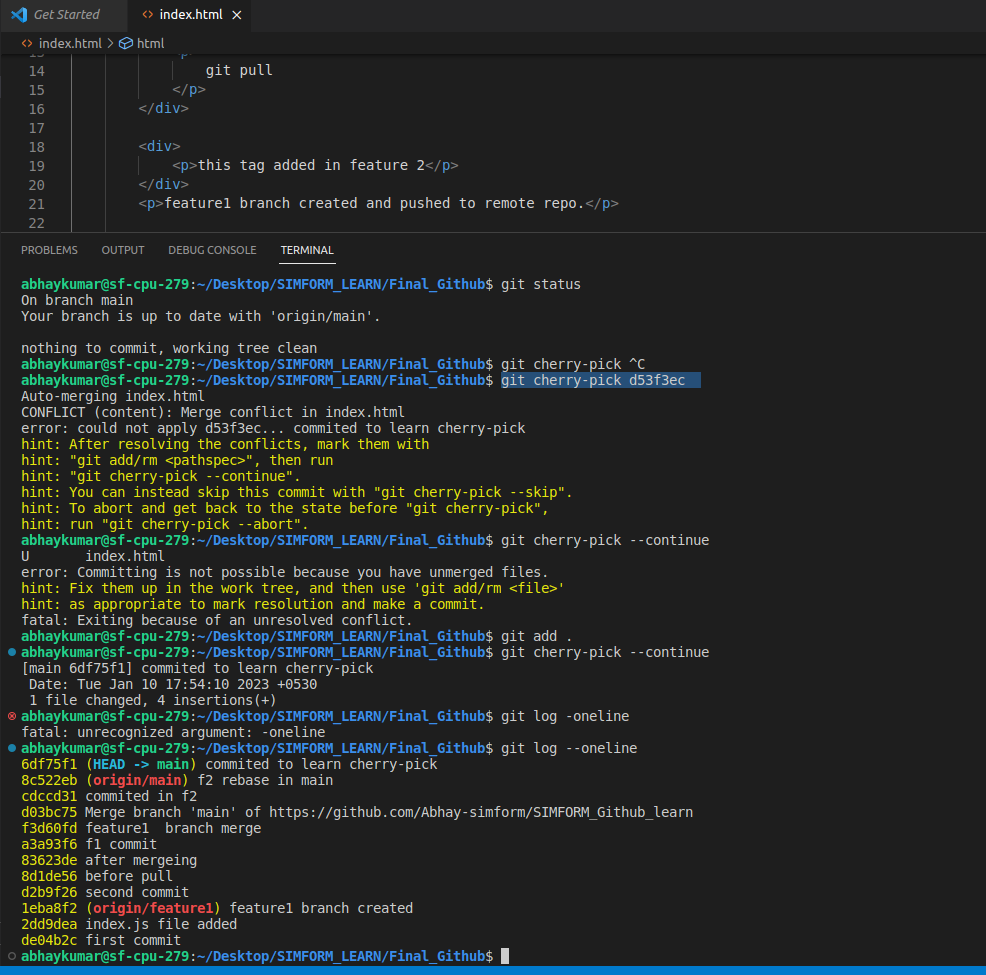 Get Started
index.html
index.html > html
14 git pull
15 </p>
16 </div>
17
18 <div>
19 <p>this tag added in feature 2</p>
20 </div>
21 <p>feature1 branch created and pushed to remote repo.</p>
22
PROBLEMS OUTPUT DEBUG CONSOLE TERMINAL
abhaykumar@sf-cpu-279:~/Desktop/SIMFORM_LEARN/Final_Github$ git status
On branch main
Your branch is up to date with 'origin/main'.
nothing to commit, working tree clean
abhaykumar@sf-cpu-279:~/Desktop/SIMFORM_LEARN/Final_Github$ git cherry-pick ^C
abhaykumar@sf-cpu-279:~/Desktop/SIMFORM_LEARN/Final_Github$ git cherry-pick d53f3ec
Auto-merging index.html
CONFLICT (content): Merge conflict in index.html
error: could not apply d53f3ec... commited to learn cherry-pick
hint: After resolving the conflicts, mark them with
hint: "git add/rm <pathspec>", then run
hint: "git cherry-pick --continue".
hint: You can instead skip this commit with "git cherry-pick --skip".
hint: To abort and get back to the state before "git cherry-pick",
hint: run "git cherry-pick --abort".
abhaykumar@sf-cpu-279:~/Desktop/SIMFORM_LEARN/Final_Github$ git cherry-pick --continue
U index.html
error: Committing is not possible because you have unmerged files.
hint: Fix them up in the work tree, and then use 'git add/rm <file>'
hint: as appropriate to mark resolution and make a commit.
fatal: Exiting because of an unresolved conflict.
abhaykumar@sf-cpu-279:~/Desktop/SIMFORM_LEARN/Final_Github$ git add .
abhaykumar@sf-cpu-279:~/Desktop/SIMFORM_LEARN/Final_Github$ git cherry-pick --continue
[main 6df75f1] commited to learn cherry-pick
Date: Tue Jan 10 17:54:10 2023 +0530
1 file changed, 4 insertions(+)
abhaykumar@sf-cpu-279:~/Desktop/SIMFORM_LEARN/Final_Github$ git log -oneline
fatal: unrecognized argument: -oneline
abhaykumar@sf-cpu-279:~/Desktop/SIMFORM_LEARN/Final_Github$ git log --oneline
6df75f1 (HEAD -> main) commited to learn cherry-pick
8c522eb (origin/main) f2 rebase in main
cdccd31 commited in f2
d03bc75 Merge branch 'main' of https://github.com/Abhay-simform/SIMFORM_Github_learn
f3d60fd feature1  branch merge
a3a93f6 f1 commit
83623de after mergeing
8d1de56 before pull
d2b9f26 second commit
1eba8f2 (origin/feature1) feature1 branch created
2dd9dea index.js file added
de04b2c first commit
abhaykumar@sf-cpu-279:~/Desktop/SIMFORM_LEARN/Final_Github$